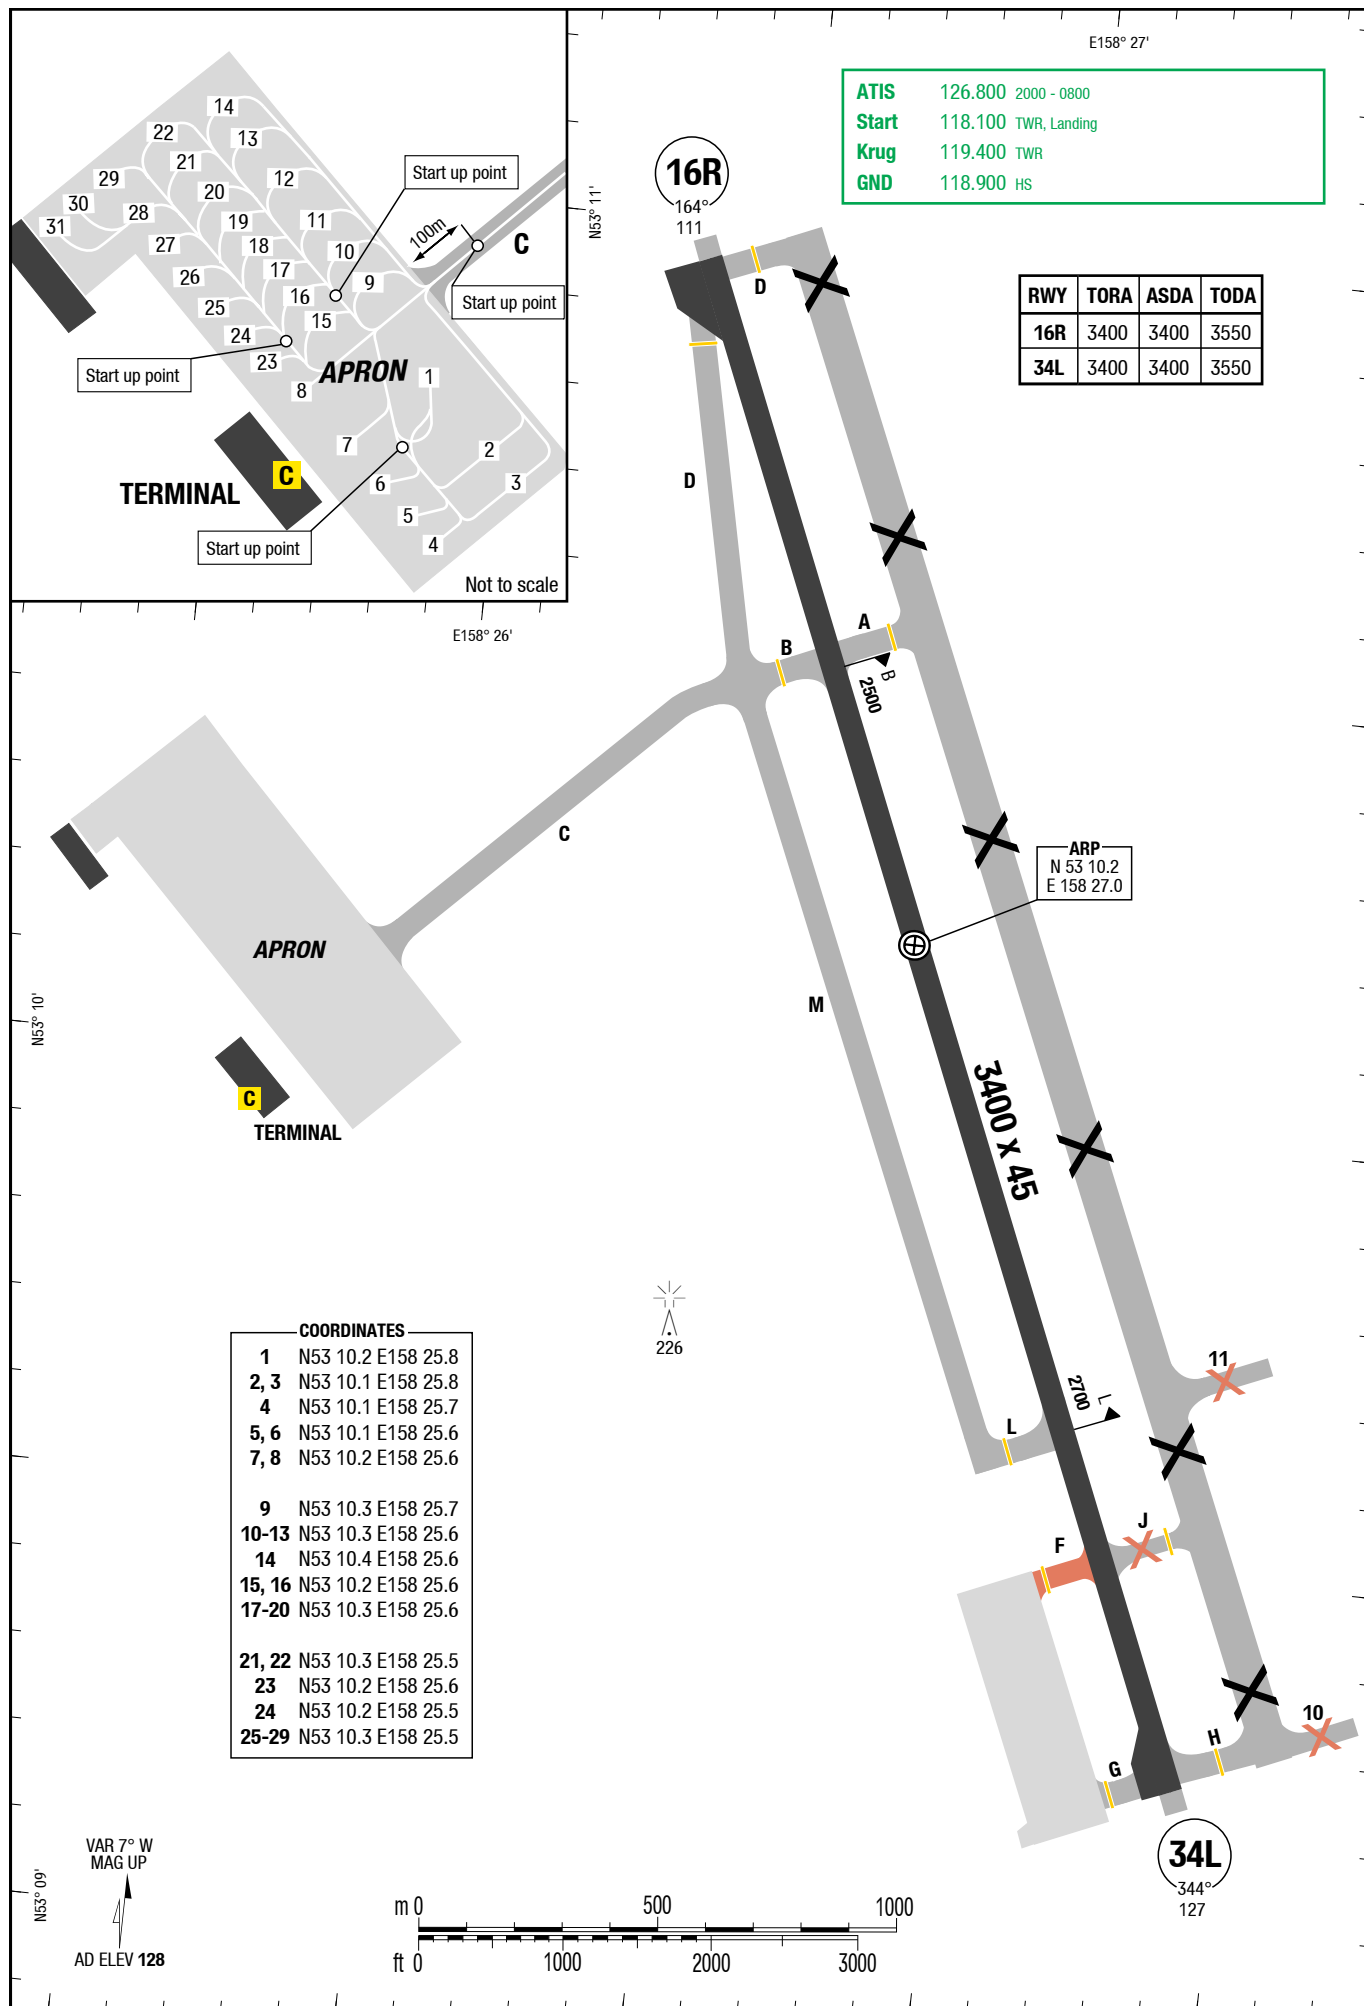 14
22
13
21
29
12
30
20
28
31
19
11
27
18
10
17
26
9
16
25
15
24
23
8
1
7
2
6
3
5
4
Start up point
100m
C
Start up point
Start up point
APRON
TERMINAL
C
Start up point
Not to scale
E158° 27'
ATIS 126.800 2000 - 0800
Start 118.100 TWR, Landing
Krug 119.400 TWR
GND 118.900 HS
16R
164°
111
N53° 11'
D
RWY TORA ASDA TODA
16R 3400 3400 3550
34L 3400 3400 3550
D
E158° 26'
A
B
B
2500
C
ARP
N 53 10.2
E 158 27.0
APRON
M
N53° 10'
3400 x 45
C
TERMINAL
226
11
2700
L
L
COORDINATES
1 N53 10.2 E158 25.8
2, 3 N53 10.1 E158 25.8
4 N53 10.1 E158 25.7
5, 6 N53 10.1 E158 25.6
7, 8 N53 10.2 E158 25.6
9 N53 10.3 E158 25.7
10-13 N53 10.3 E158 25.6
14 N53 10.4 E158 25.6
15, 16 N53 10.2 E158 25.6
17-20 N53 10.3 E158 25.6
21, 22 N53 10.3 E158 25.5
23 N53 10.2 E158 25.6
24 N53 10.2 E158 25.5
25-29 N53 10.3 E158 25.5
J
F
10
H
G
34L
344°
127
VAR 7° W
MAG UP
N53° 09'
AD ELEV 128
m 0 500 1000
ft 0 1000 2000 3000